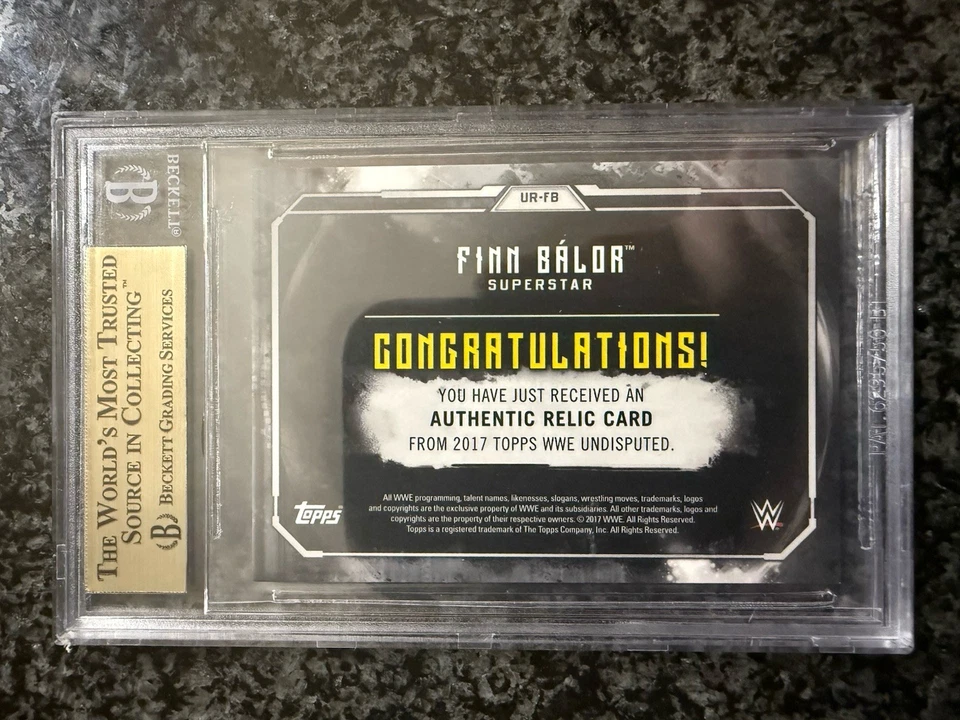 BECKETT®
B
THE WORLD'S MOST TRUSTED
SOURCE IN COLLECTING™
B BECKETT GRADING SERVICES
UR-FB
FINN BÁLOR™
SUPERSTAR
CONGRATULATIONS!
YOU HAVE JUST RECEIVED AN
AUTHENTIC RELIC CARD
FROM 2017 TOPPS WWE UNDISPUTED.
All WWE programming, talent names, likenesses, slogans, wrestling moves, trademarks, logos
and copyrights are the exclusive property of WWE and its subsidiaries. All other trademarks, logos and
copyrights are the property of their respective owners. © 2017 WWE. All Rights Reserved.
Topps is a registered trademark of The Topps Company, Inc. All Rights Reserved.
Topps
W